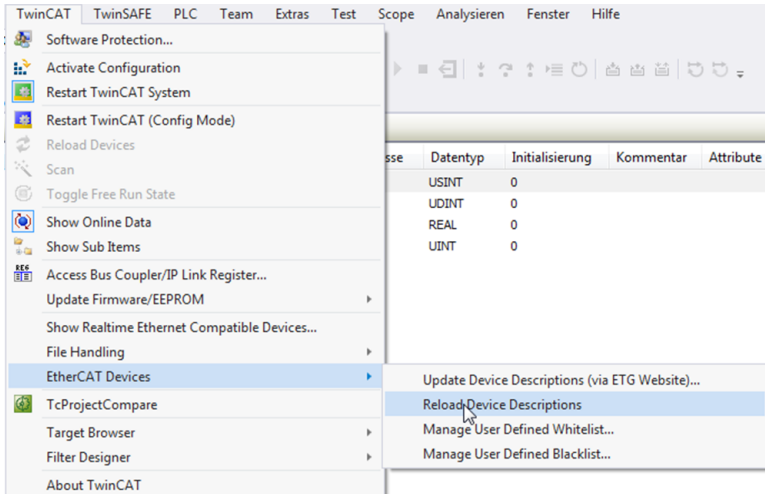 TwinCAT TwinSAFE PLC Team Extras Test Scope Analysieren Fenster Hilfe
Software Protection...
Activate Configuration
Restart TwinCAT System
Restart TwinCAT (Config Mode)
Reload Devices
Scan
Toggle Free Run State
Show Online Data
Show Sub Items
REG
Access Bus Coupler/IP Link Register...
Update Firmware/EEPROM
Show Realtime Ethernet Compatible Devices...
File Handling
EtherCAT Devices
TcProjectCompare
Target Browser
Filter Designer
About TwinCAT
sse Datentyp Initialisierung Kommentar Attribute
USINT 0
UDINT 0
REAL 0
UINT 0
Update Device Descriptions (via ETG Website)...
Reload Device Descriptions
Manage User Defined Whitelist...
Manage User Defined Blacklist...